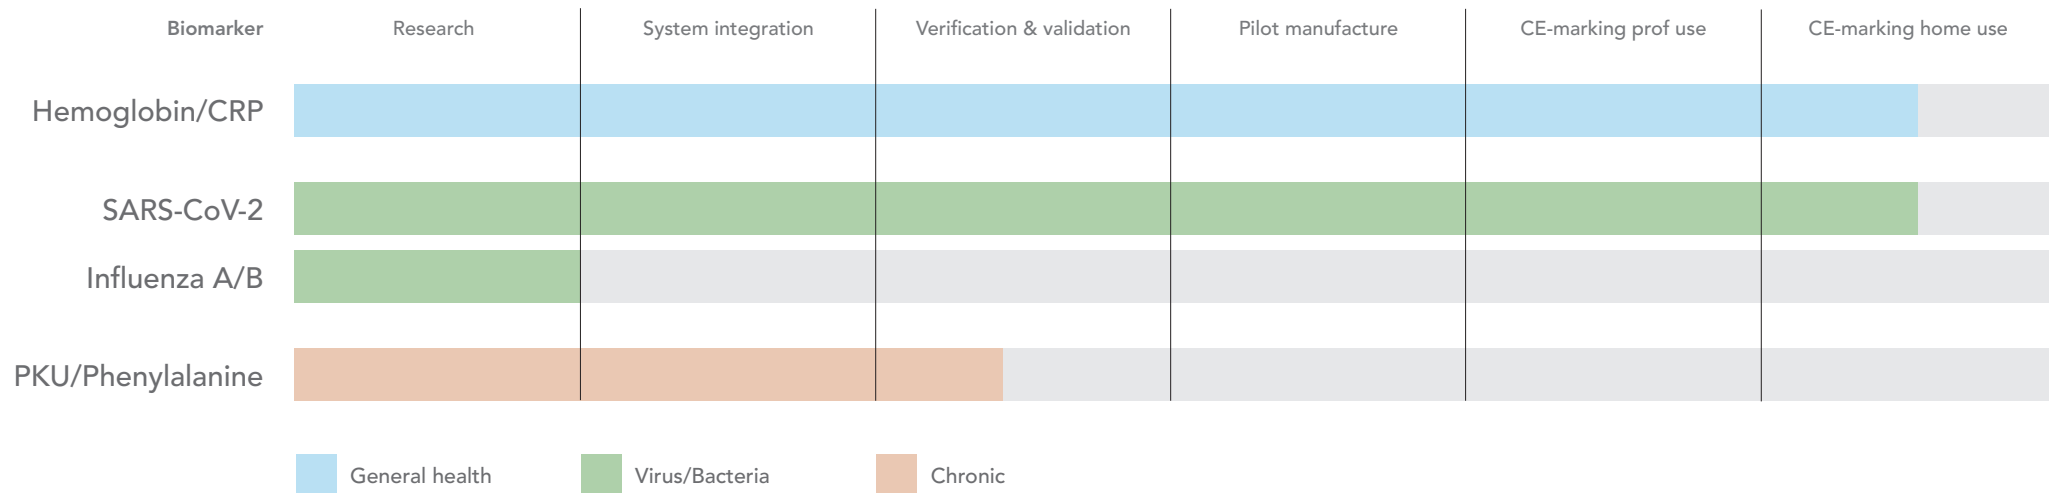 Biomarker Research System integration Verification & validation Pilot manufacture CE-marking prof use CE-marking home use
Hemoglobin/CRP
SARS-CoV-2
Influenza A/B
PKU/Phenylalanine
General health Virus/Bacteria Chronic